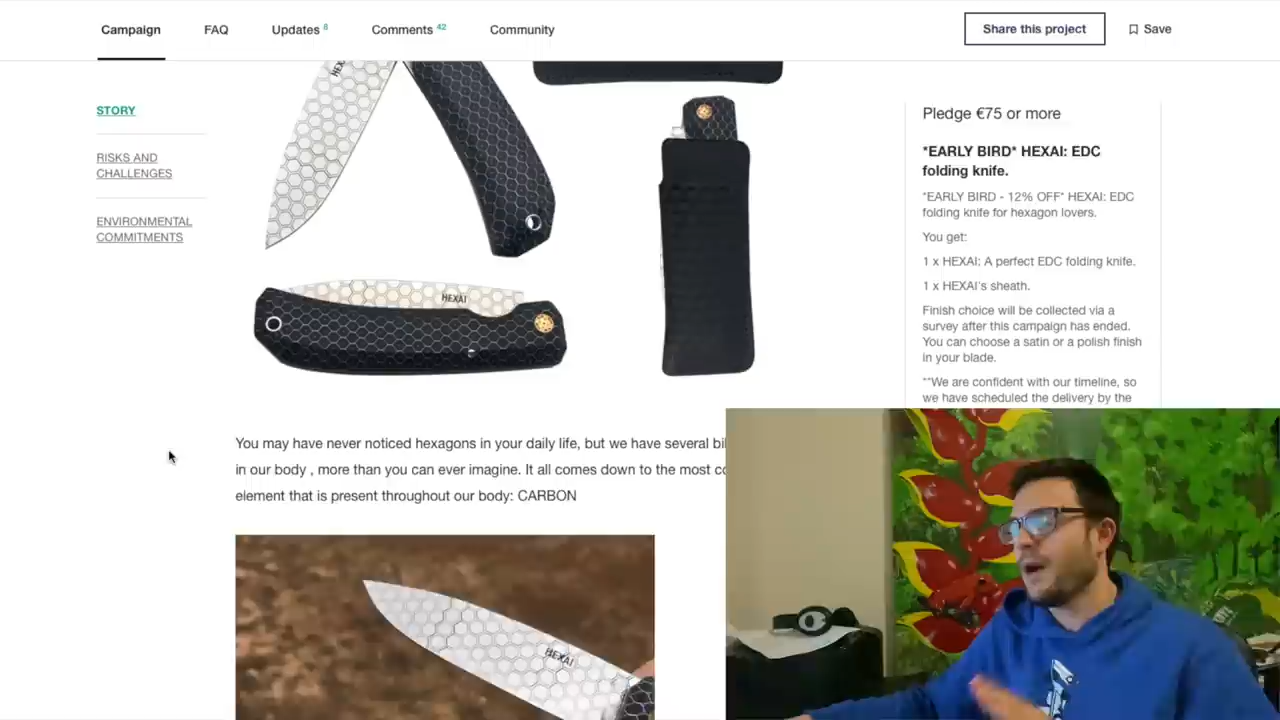 Campaign
FAQ
Updates 8
Comments 42
Community
Share this project
Save
STORY
RISKS AND
CHALLENGES
ENVIRONMENTAL
COMMITMENTS
HEXAI
Pledge €75 or more
*EARLY BIRD* HEXAI: EDC
folding knife.
*EARLY BIRD - 12% OFF* HEXAI: EDC
folding knife for hexagon lovers.
You get:
1 x HEXAI: A perfect EDC folding knife.
1 x HEXAI's sheath.
Finish choice will be collected via a
survey after this campaign has ended.
You can choose a satin or a polish finish
in your blade.
**We are confident with our timeline, so
we have scheduled the delivery by the
You may have never noticed hexagons in your daily life, but we have several bil
in our body , more than you can ever imagine. It all comes down to the most co
element that is present throughout our body: CARBON
HEXAI